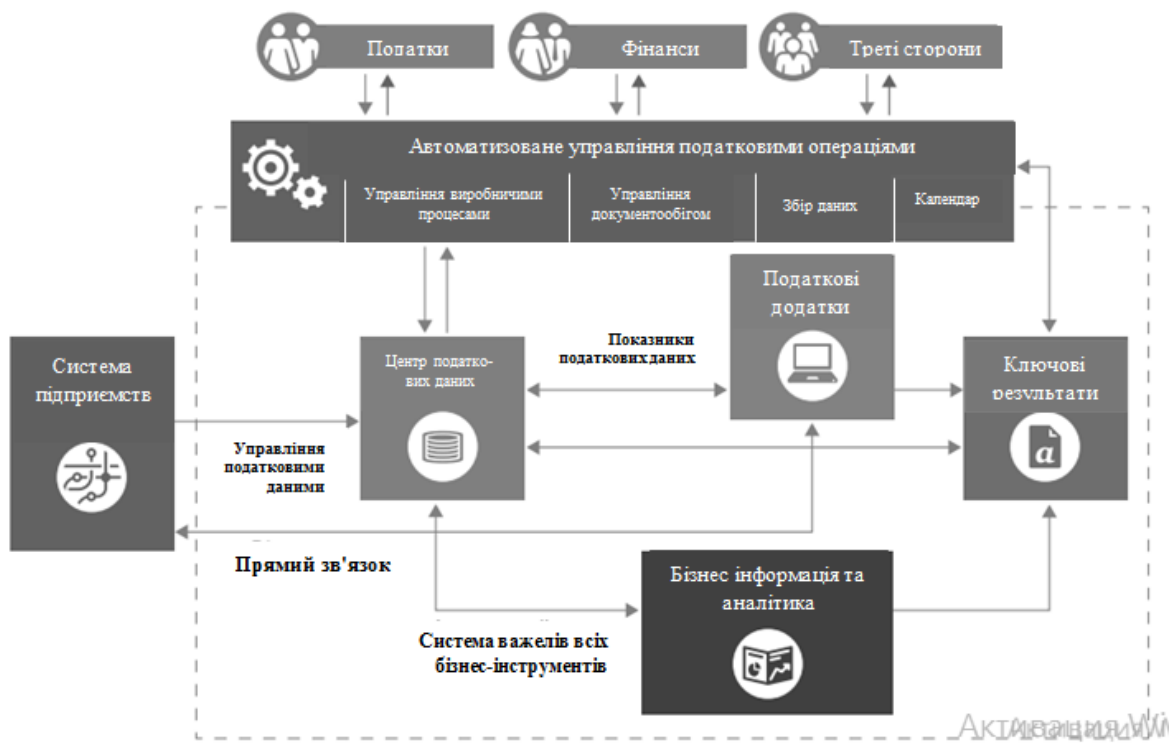 Податки
Фінанси
Треті сторони
Автоматизоване управління податковими операціями
Управління виробничими
процесами
Управління
документообігом
Збір даних
Календар
Податкові
додатки
Показники
податкових даних
Система
підприємств
Центр податко-
вих даних
Ключові
результати
Управління
податковими
даними
Прямий зв'язок
Бізнес інформація та
аналітика
Система важелів всіх
бізнес-інструментів